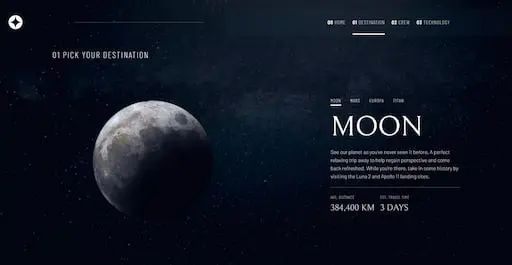 00 HOME 01 DESTINATION 02 CREW 03 TECHNOLOGY
01 PICK YOUR DESTINATION
MOON MARS EUROPA TITAN
MOON
See our planet as you've never seen it before. A perfect
relaxing trip away to help regain perspective and come
back refreshed. While you're there, take in some history by
visiting the Luna 2 and Apollo 11 landing sites.
AVG. DISTANCE EST. TRAVEL TIME
384,400 KM 3 DAYS